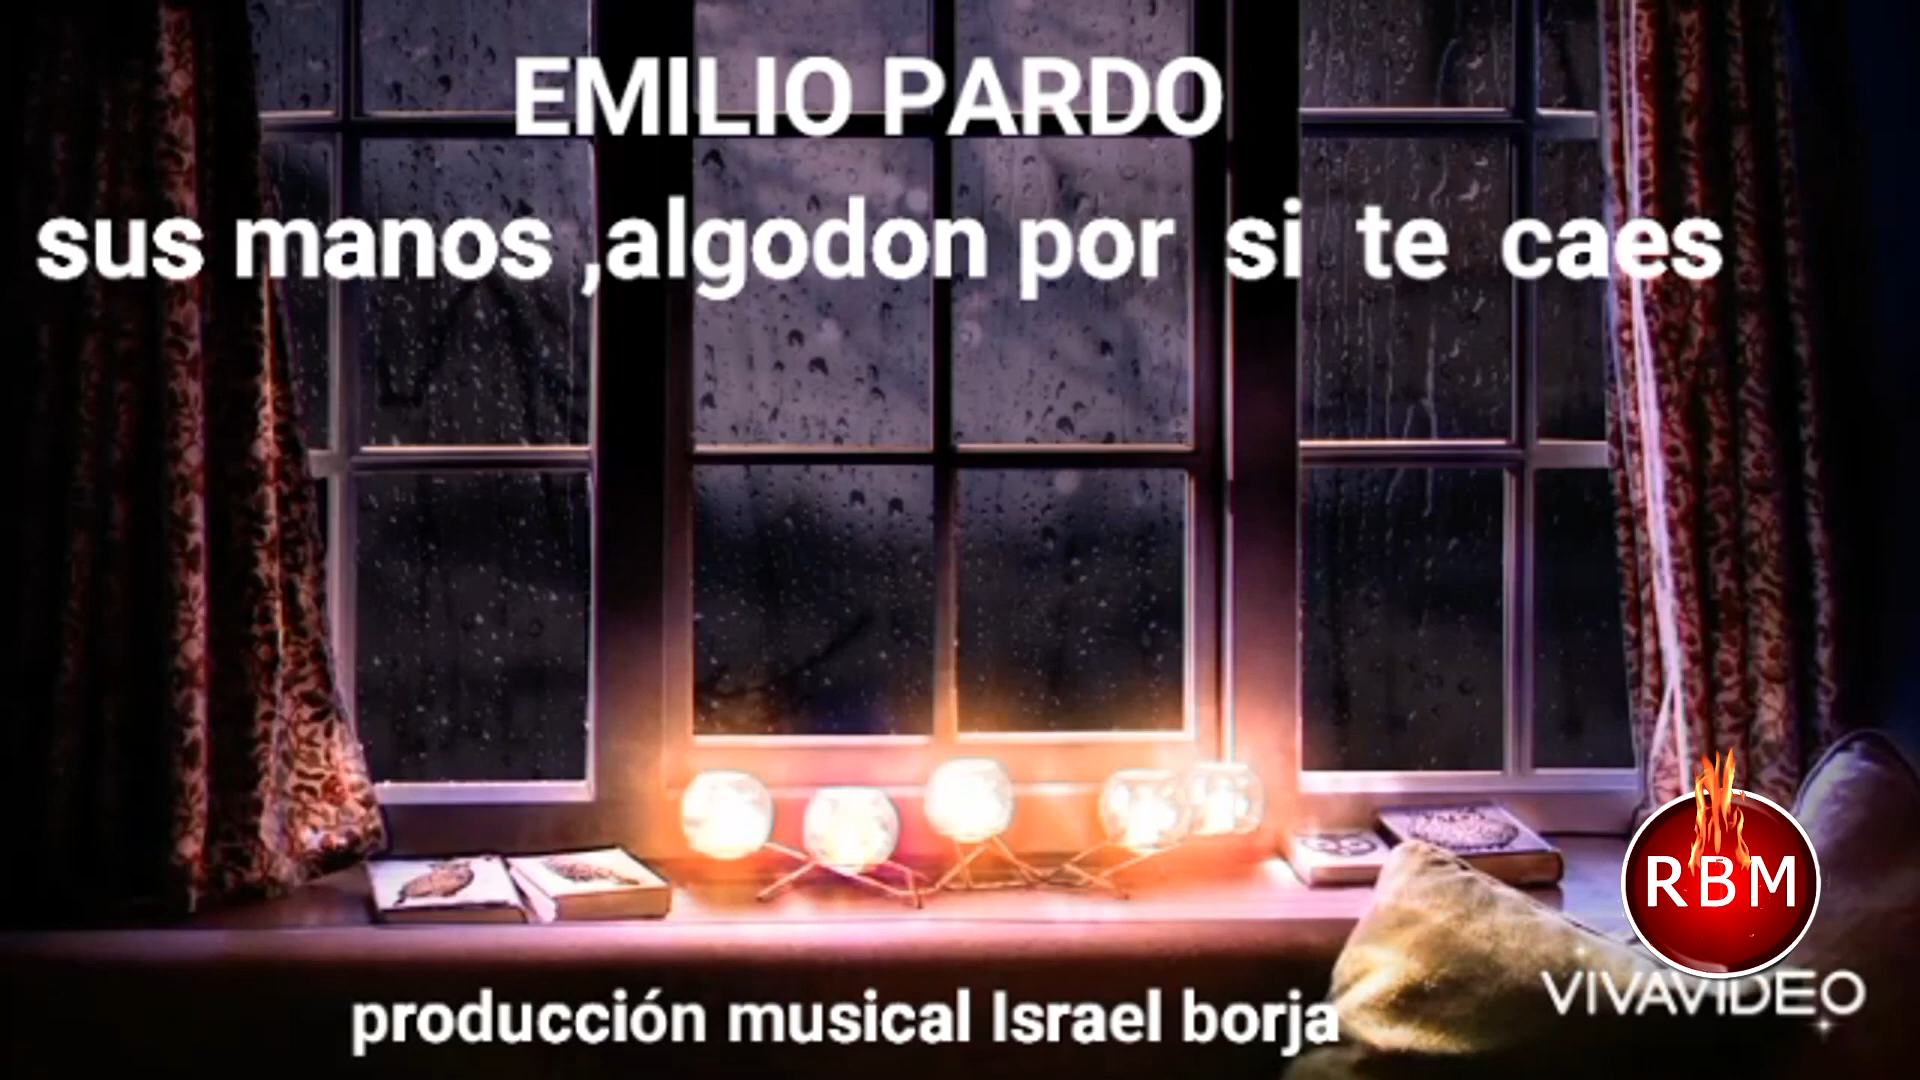 EMILIO PARDO
sus manos ,algodon por si te caes
RBM
VIVAVIDEO
producción musical Israel borja